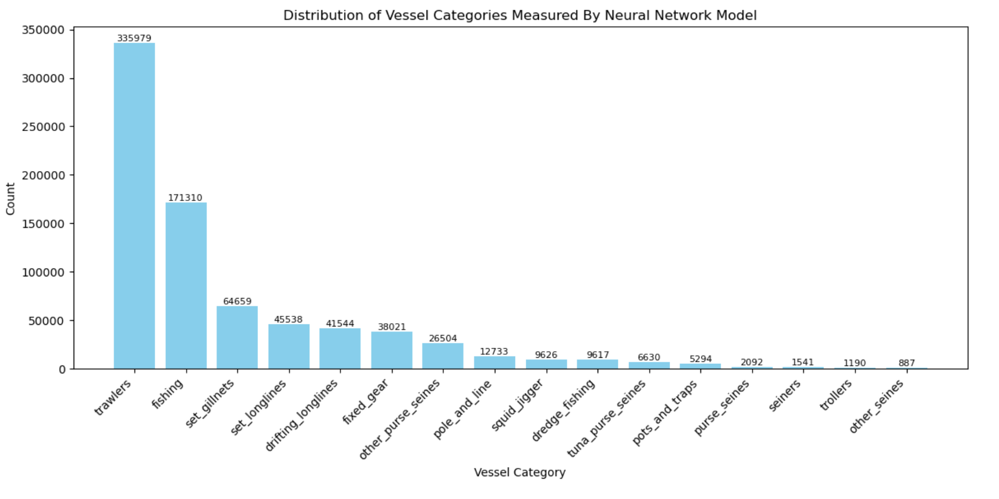 Distribution of Vessel Categories Measured By Neural Network Model
350000
300000
250000
200000
150000
100000
50000
0
Count
335979
171310
64659
45538
41544
38021
26504
12733
9626
9617
6630
5294
2092
1541
1190
887
trawlers
fishing
set_gillnets
set_longlines
drifting_longlines
fixed_gear
other_purse_seines
pole_and_line
squid_jigger
dredge_fishing
tuna_purse_seines
pots_and_traps
purse_seines
seiners
trollers
other_seines
Vessel Category